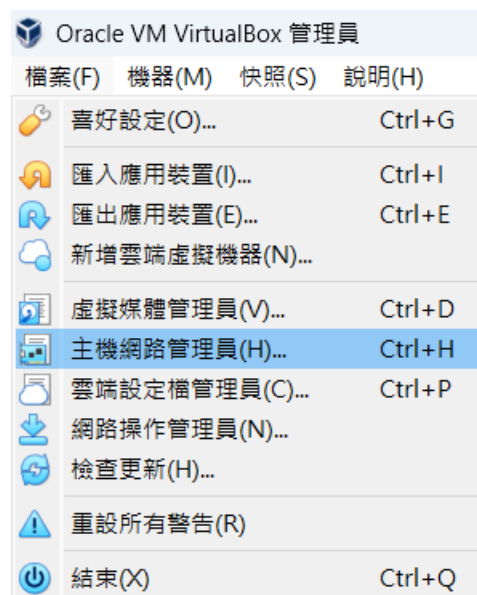 Oracle VM VirtualBox 管理員
檔案(F) 機器(M) 快照(S) 說明(H)
喜好設定(O)... Ctrl+G
匯入應用裝置(I)... Ctrl+I
匯出應用裝置(E)... Ctrl+E
新增雲端虛擬機器(N)...
虛擬媒體管理員(V)... Ctrl+D
主機網路管理員(H)... Ctrl+H
雲端設定檔管理員(C)... Ctrl+P
網路操作管理員(N)...
檢查更新(H)...
重設所有警告(R)
結束(X) Ctrl+Q